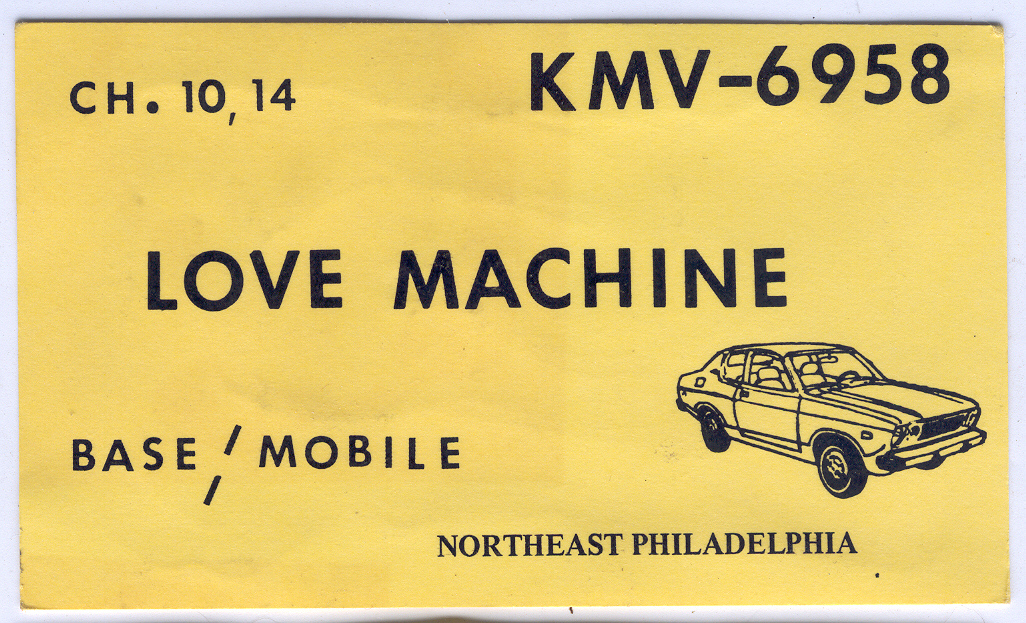 CH. 10, 14
KMV-6958
LOVE MACHINE
BASE / MOBILE
NORTHEAST PHILADELPHIA